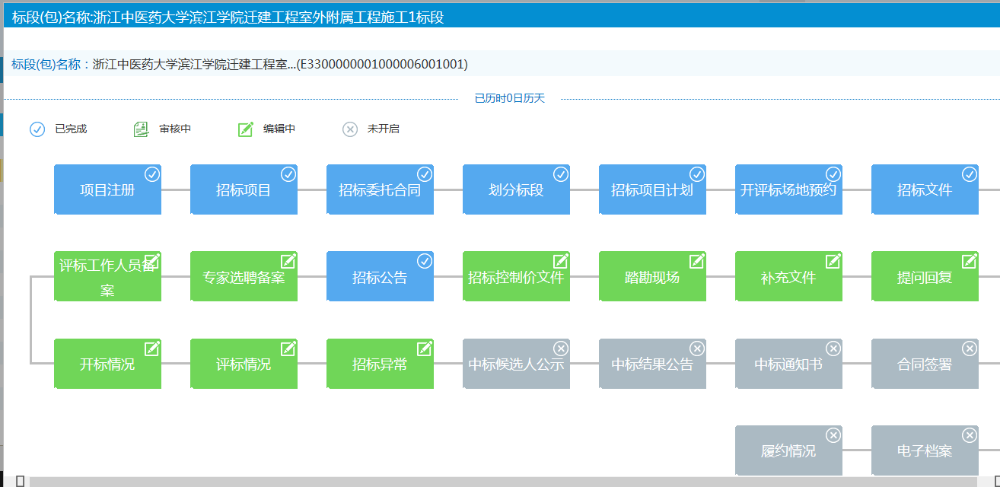 标段(包)名称:浙江中医药大学滨江学院迁建工程室外附属工程施工1标段
标段(包)名称：浙江中医药大学滨江学院迁建工程室...(E3300000001000006001001)
已历时0日历天
已完成 审核中 编辑中 未开启
项目注册 招标项目 招标委托合同 划分标段 招标项目计划 开评标场地预约 招标文件
评标工作人员备案 专家选聘备案 招标公告 招标控制价文件 踏勘现场 补充文件 提问回复
开标情况 评标情况 招标异常 中标候选人公示 中标结果公告 中标通知书 合同签署
履约情况 电子档案